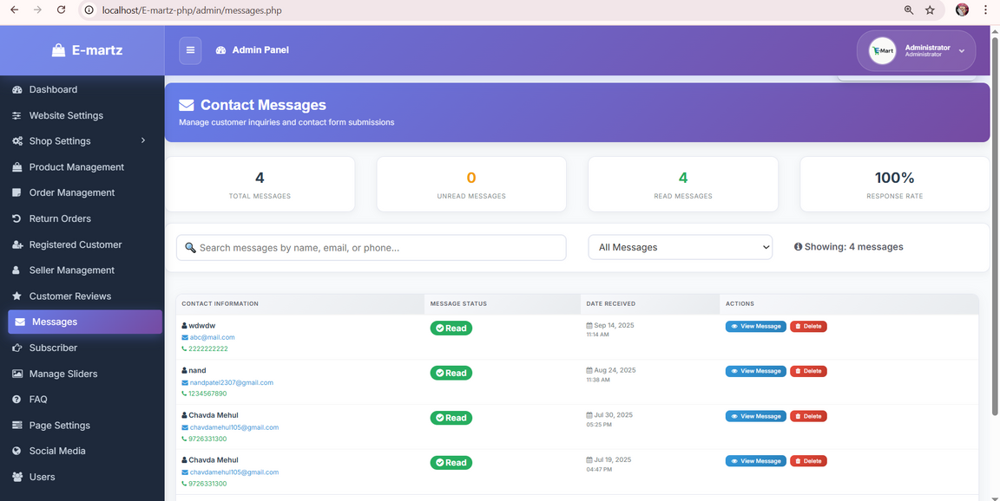 localhost/E-martz-php/admin/messages.php
E-martz
Admin Panel
E-Mart
Administrator
Administrator
Dashboard
Website Settings
Shop Settings
Product Management
Order Management
Return Orders
Registered Customer
Seller Management
Customer Reviews
Messages
Subscriber
Manage Sliders
FAQ
Page Settings
Social Media
Users
Contact Messages
Manage customer inquiries and contact form submissions
4
TOTAL MESSAGES
0
UNREAD MESSAGES
4
READ MESSAGES
100%
RESPONSE RATE
Search messages by name, email, or phone...
All Messages
Showing: 4 messages
CONTACT INFORMATION MESSAGE STATUS DATE RECEIVED ACTIONS
wdwdw
abc@mail.com
2222222222
Read
Sep 14, 2025
11:14 AM
View Message Delete
nand
nandpatel2307@gmail.com
1234567890
Read
Aug 24, 2025
11:38 AM
View Message Delete
Chavda Mehul
chavdamehul105@gmail.com
9726331300
Read
Jul 30, 2025
05:25 PM
View Message Delete
Chavda Mehul
chavdamehul105@gmail.com
9726331300
Read
Jul 19, 2025
04:47 PM
View Message Delete